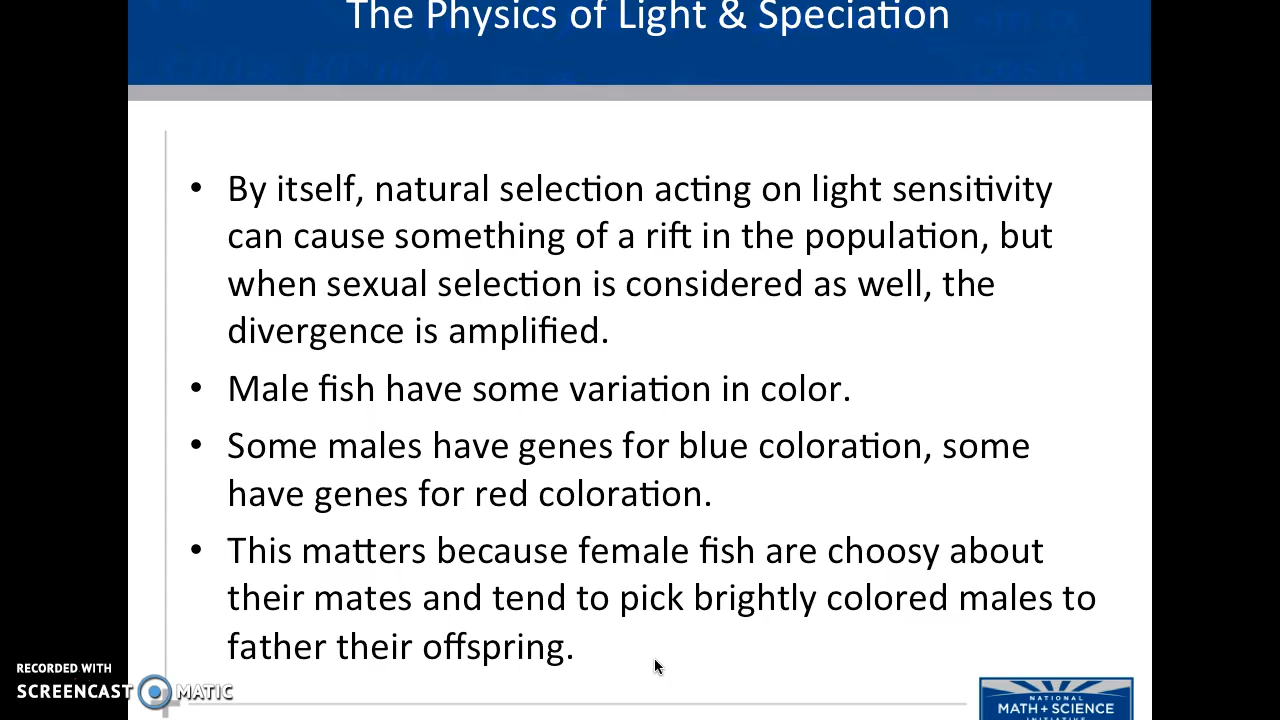 The Physics of Light & Speciation
• By itself, natural selection acting on light sensitivity
can cause something of a rift in the population, but
when sexual selection is considered as well, the
divergence is amplified.
• Male fish have some variation in color.
• Some males have genes for blue coloration, some
have genes for red coloration.
• This matters because female fish are choosy about
their mates and tend to pick brightly colored males to
father their offspring.
RECORDED WITH
SCREENCAST MATIC
NATIONAL
MATH + SCIENCE
INITIATIVE